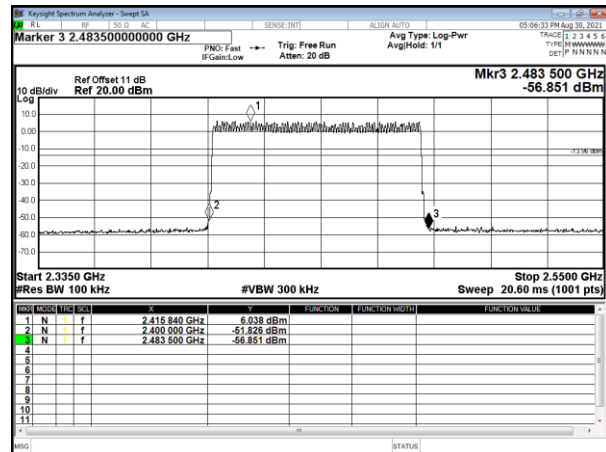 Keysight Spectrum Analyzer - Swept SA
RL RF 50 Ω AC SENSE:INT ALIGN AUTO 05:06:33 PM Aug 30, 2021
Marker 3 2.483500000000 GHz
PNO: Fast
IFGain:Low
Trig: Free Run
Atten: 20 dB
Avg Type: Log-Pwr
Avg|Hold: 1/1
TRACE 1 2 3 4 5 6
TYPE M W W W W W
DET P N N N N N
Ref Offset 11 dB
10 dB/div Ref 20.00 dBm
Mkr3 2.483 500 GHz
-56.851 dBm
Log
10.0
0.00
-10.0
-20.0
-30.0
-40.0
-50.0
-60.0
-70.0
1
2
3
-13.96 dBm
Start 2.3350 GHz Stop 2.5500 GHz
#Res BW 100 kHz #VBW 300 kHz Sweep 20.60 ms (1001 pts)
MKR MODE TRC SCL X Y FUNCTION FUNCTION WIDTH FUNCTION VALUE
1 N 1 f 2.415 840 GHz 6.038 dBm
2 N 1 f 2.400 000 GHz -51.826 dBm
3 N 1 f 2.483 500 GHz -56.851 dBm
4
5
6
7
8
9
10
11
MSG STATUS